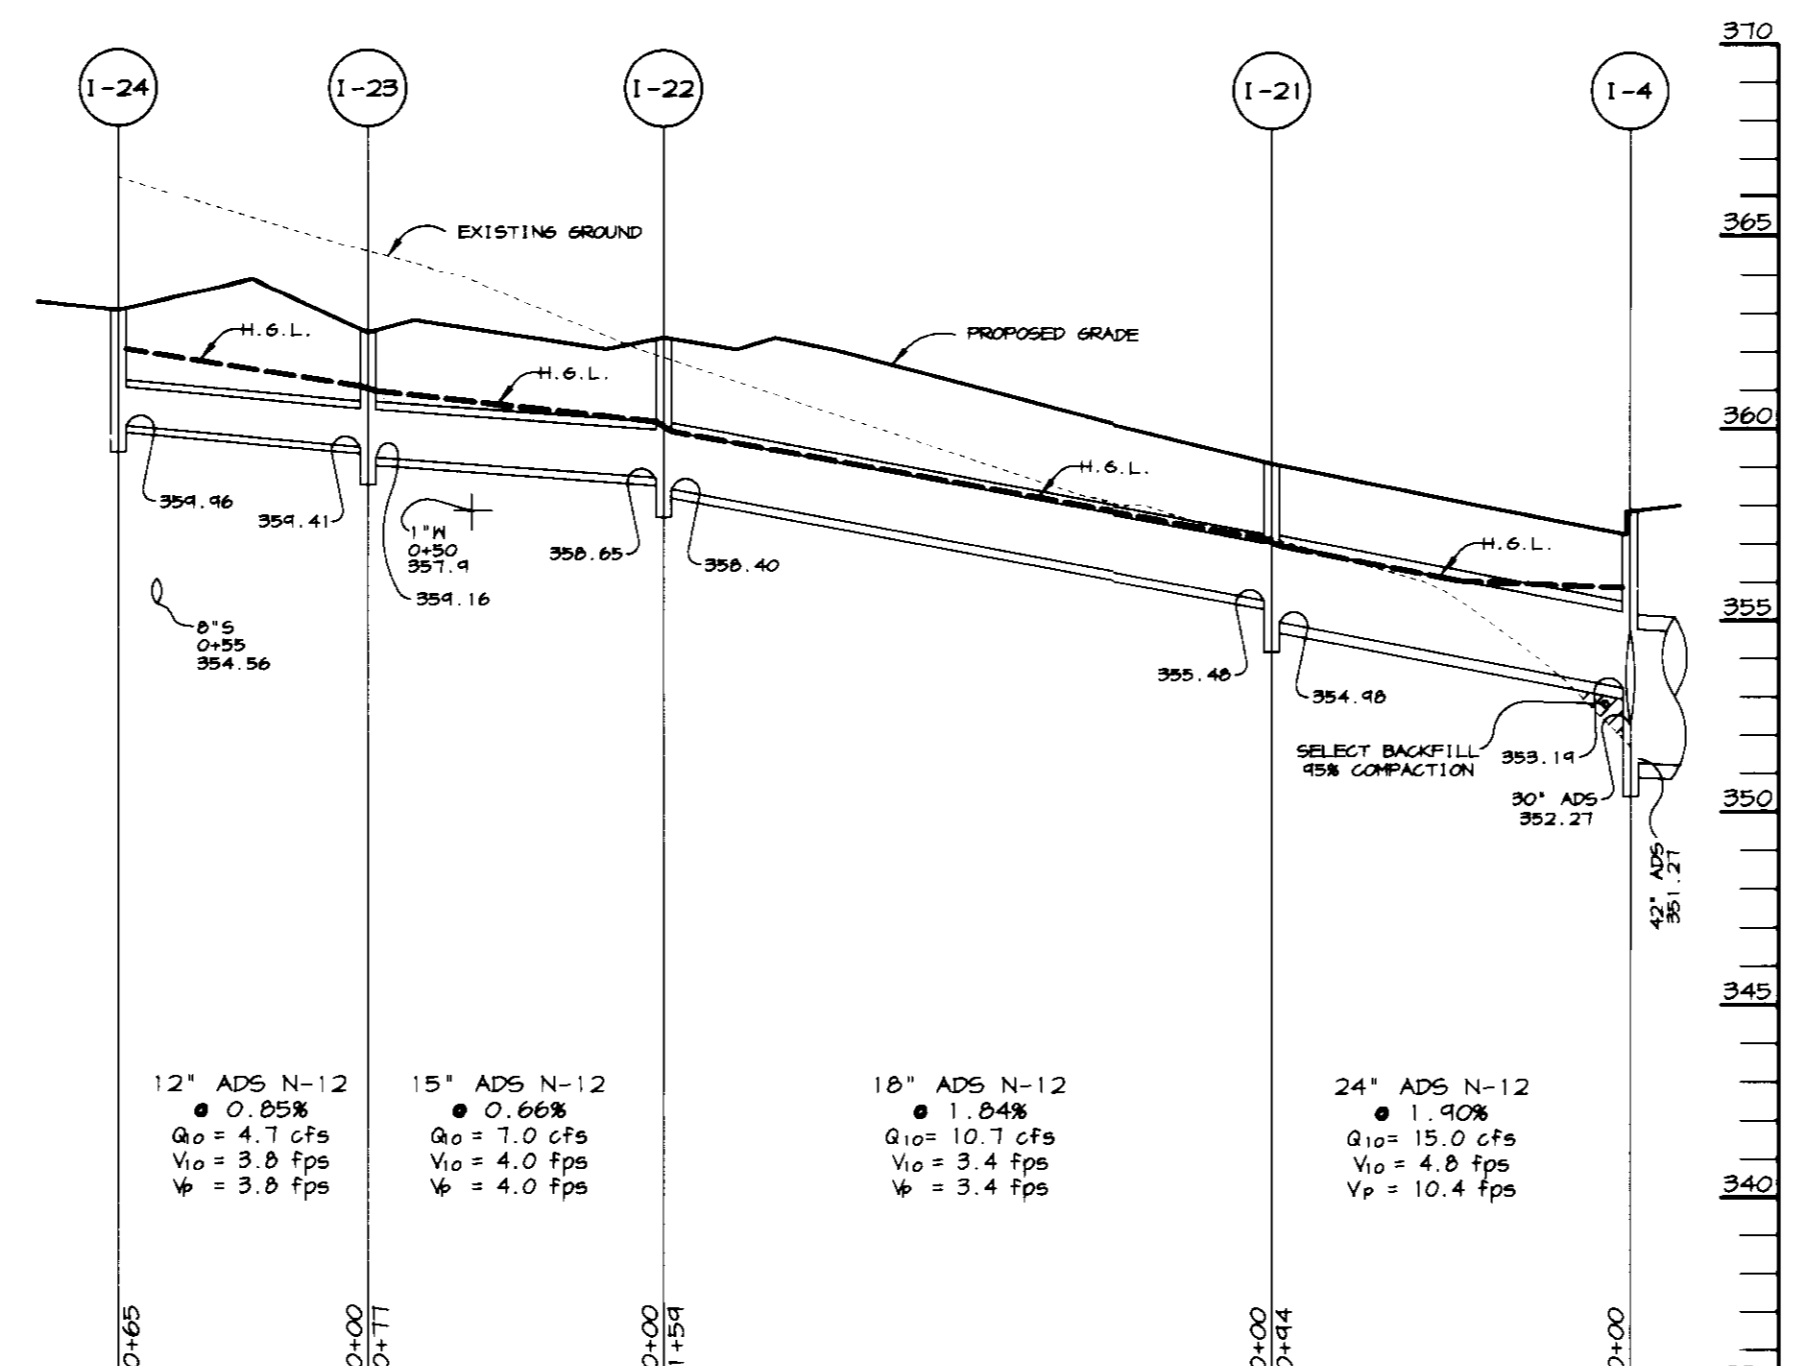 I-24
I-23
I-22
I-21
I-4
370
365
360
355
350
345
340
EXISTING GROUND
H.G.L.
H.G.L.
PROPOSED GRADE
H.G.L.
H.G.L.
359.96
359.41
1"W
0+50
357.9
359.16
358.65
358.40
8"S
0+55
354.56
355.48
354.98
SELECT BACKFILL
95% COMPACTION
353.19
30" ADS
352.27
42" ADS
351.27
12" ADS N-12
@ 0.85%
Q10 = 4.7 cfs
V10 = 3.8 fps
Vp = 3.8 fps
15" ADS N-12
@ 0.66%
Q10 = 7.0 cfs
V10 = 4.0 fps
Vp = 4.0 fps
18" ADS N-12
@ 1.84%
Q10= 10.7 cfs
V10 = 3.4 fps
Vp = 3.4 fps
24" ADS N-12
@ 1.90%
Q10= 15.0 cfs
V10 = 4.8 fps
Vp = 10.4 fps
0+65
0+00
0+77
0+00
1+59
0+00
0+94
0+00